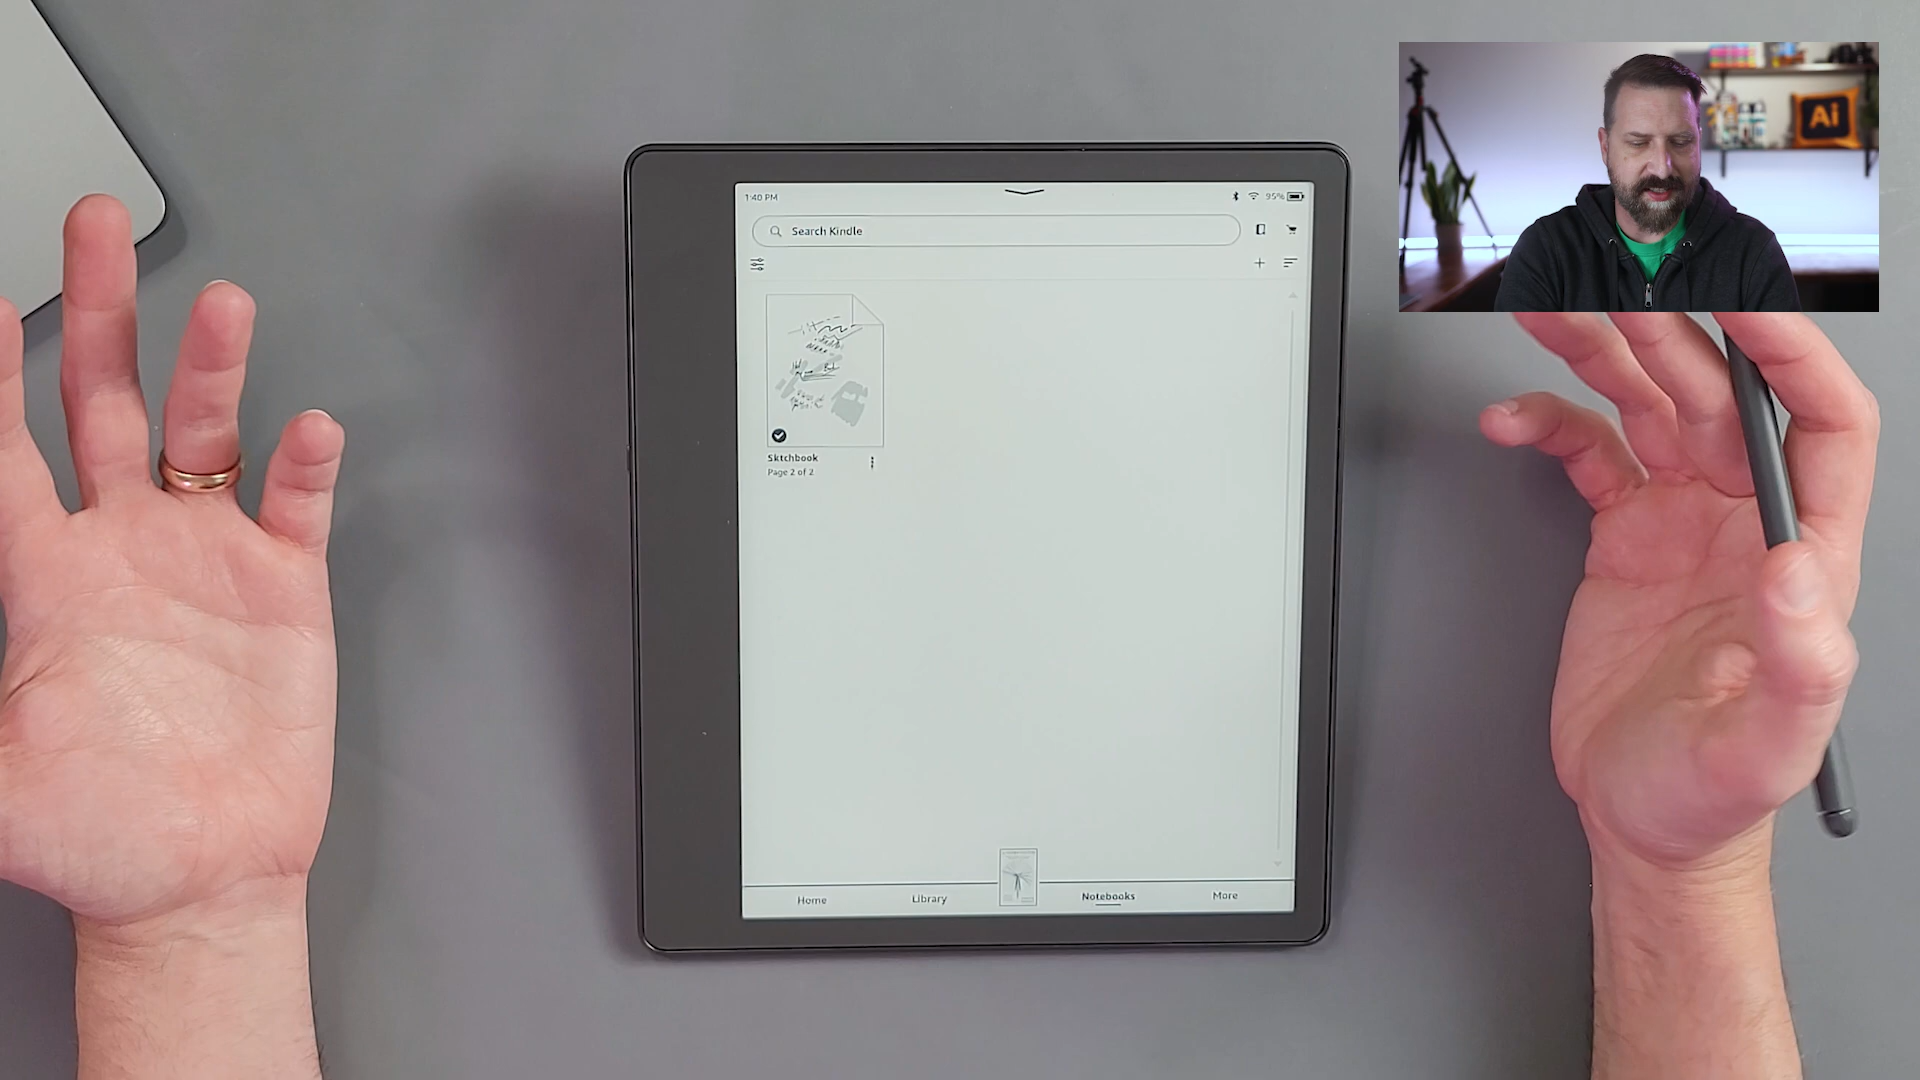 1:40 PM
95%
Search Kindle
Sktchbook
Page 2 of 2
Home
Library
Notebooks
More
Ai